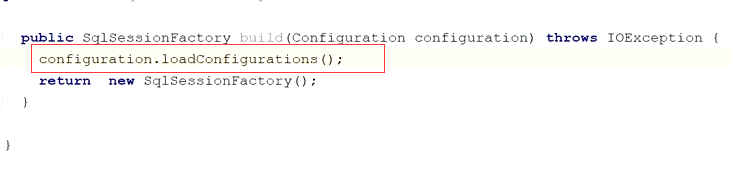 public SqlSessionFactory build(Configuration configuration) throws IOException {
configuration.loadConfigurations();
return  new SqlSessionFactory();
}
}